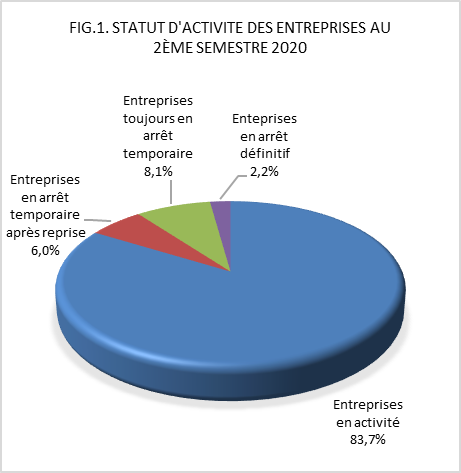 FIG.1. STATUT D'ACTIVITE DES ENTREPRISES AU
2ÈME SEMESTRE 2020
Entreprises
toujours en
arrêt
temporaire
8,1%
Enteprises
en arrêt
définitif
2,2%
Entreprises
en arrêt
temporaire
après reprise
6,0%
Entreprises
en activité
83,7%